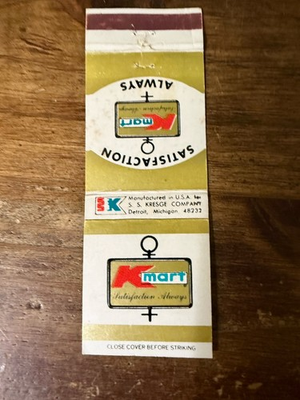 ALWAYS
Kmart
Satisfaction Always
SATISFACTION
SSK
Manufactured in U.S.A. for
S. S. KRESGE COMPANY
Detroit, Michigan 48232
Kmart
Satisfaction Always
CLOSE COVER BEFORE STRIKING